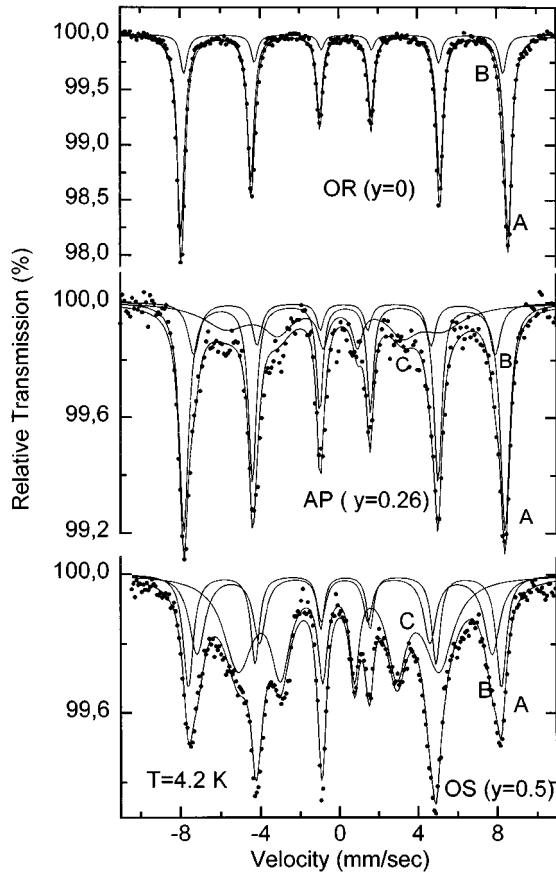 100,0
99,5
B
99,0
98,5
OR (y=0)
A
98,0
Relative Transmission (%)
100,0
B
C
99,6
AP ( y=0.26)
A
99,2
100,0
C
B
A
99,6
T=4.2 K
OS (y=0.5)
-8
-4
0
4
8
Velocity (mm/sec)